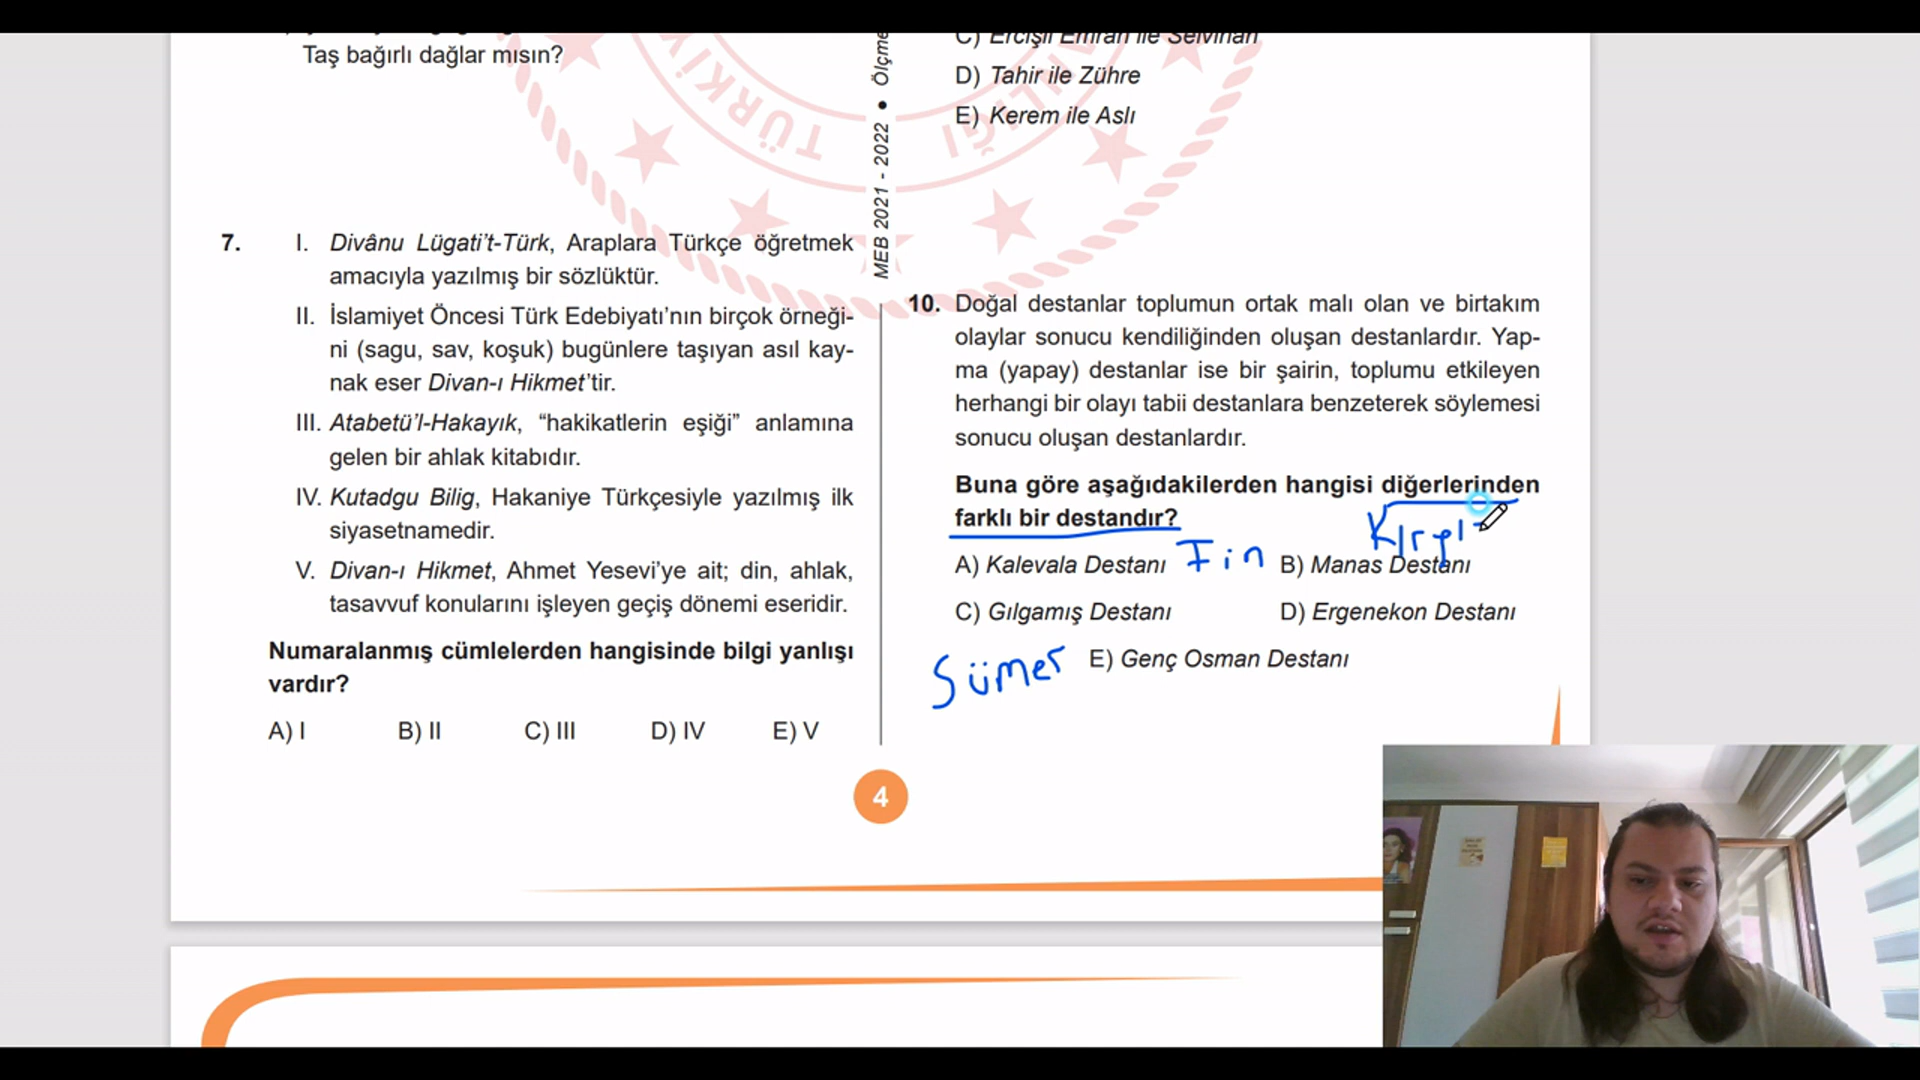 Taş bağırlı dağlar mısın?
7. I. Divânu Lügati’t-Türk, Araplara Türkçe öğretmek
amacıyla yazılmış bir sözlüktür.
II. İslamiyet Öncesi Türk Edebiyatı’nın birçok örneği-
ni (sagu, sav, koşuk) bugünlere taşıyan asıl kay-
nak eser Divan-ı Hikmet’tir.
III. Atabetü’l-Hakayık, “hakikatlerin eşiği” anlamına
gelen bir ahlak kitabıdır.
IV. Kutadgu Bilig, Hakaniye Türkçesiyle yazılmış ilk
siyasetnamedir.
V. Divan-ı Hikmet, Ahmet Yesevi’ye ait; din, ahlak,
tasavvuf konularını işleyen geçiş dönemi eseridir.
Numaralanmış cümlelerden hangisinde bilgi yanlışı
vardır?
A) I B) II C) III D) IV E) V
MEB 2021 - 2022 • Ölçme
TÜRKİY
C) Ercişli Emrah ile Selvihan
D) Tahir ile Zühre
E) Kerem ile Aslı
10. Doğal destanlar toplumun ortak malı olan ve birtakım
olaylar sonucu kendiliğinden oluşan destanlardır. Yap-
ma (yapay) destanlar ise bir şairin, toplumu etkileyen
herhangi bir olayı tabii destanlara benzeterek söylemesi
sonucu oluşan destanlardır.
Buna göre aşağıdakilerden hangisi diğerlerinden
farklı bir destandır?
Kırgı
A) Kalevala Destanı Fin B) Manas Destanı
C) Gılgamış Destanı D) Ergenekon Destanı
Sümer E) Genç Osman Destanı
4